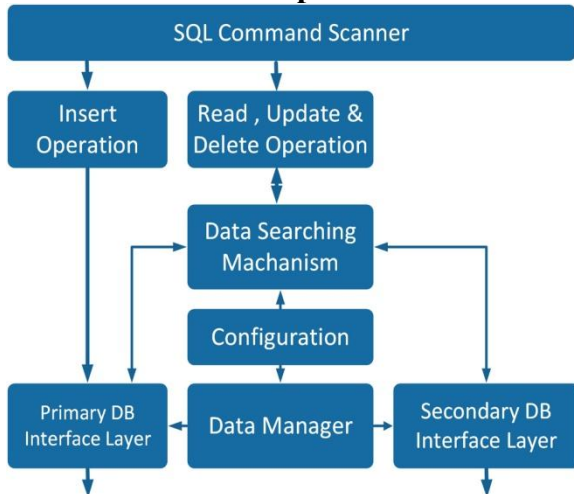 SQL Command Scanner
Insert
Operation
Read , Update &
Delete Operation
Data Searching
Machanism
Configuration
Primary DB
Interface Layer
Data Manager
Secondary DB
Interface Layer